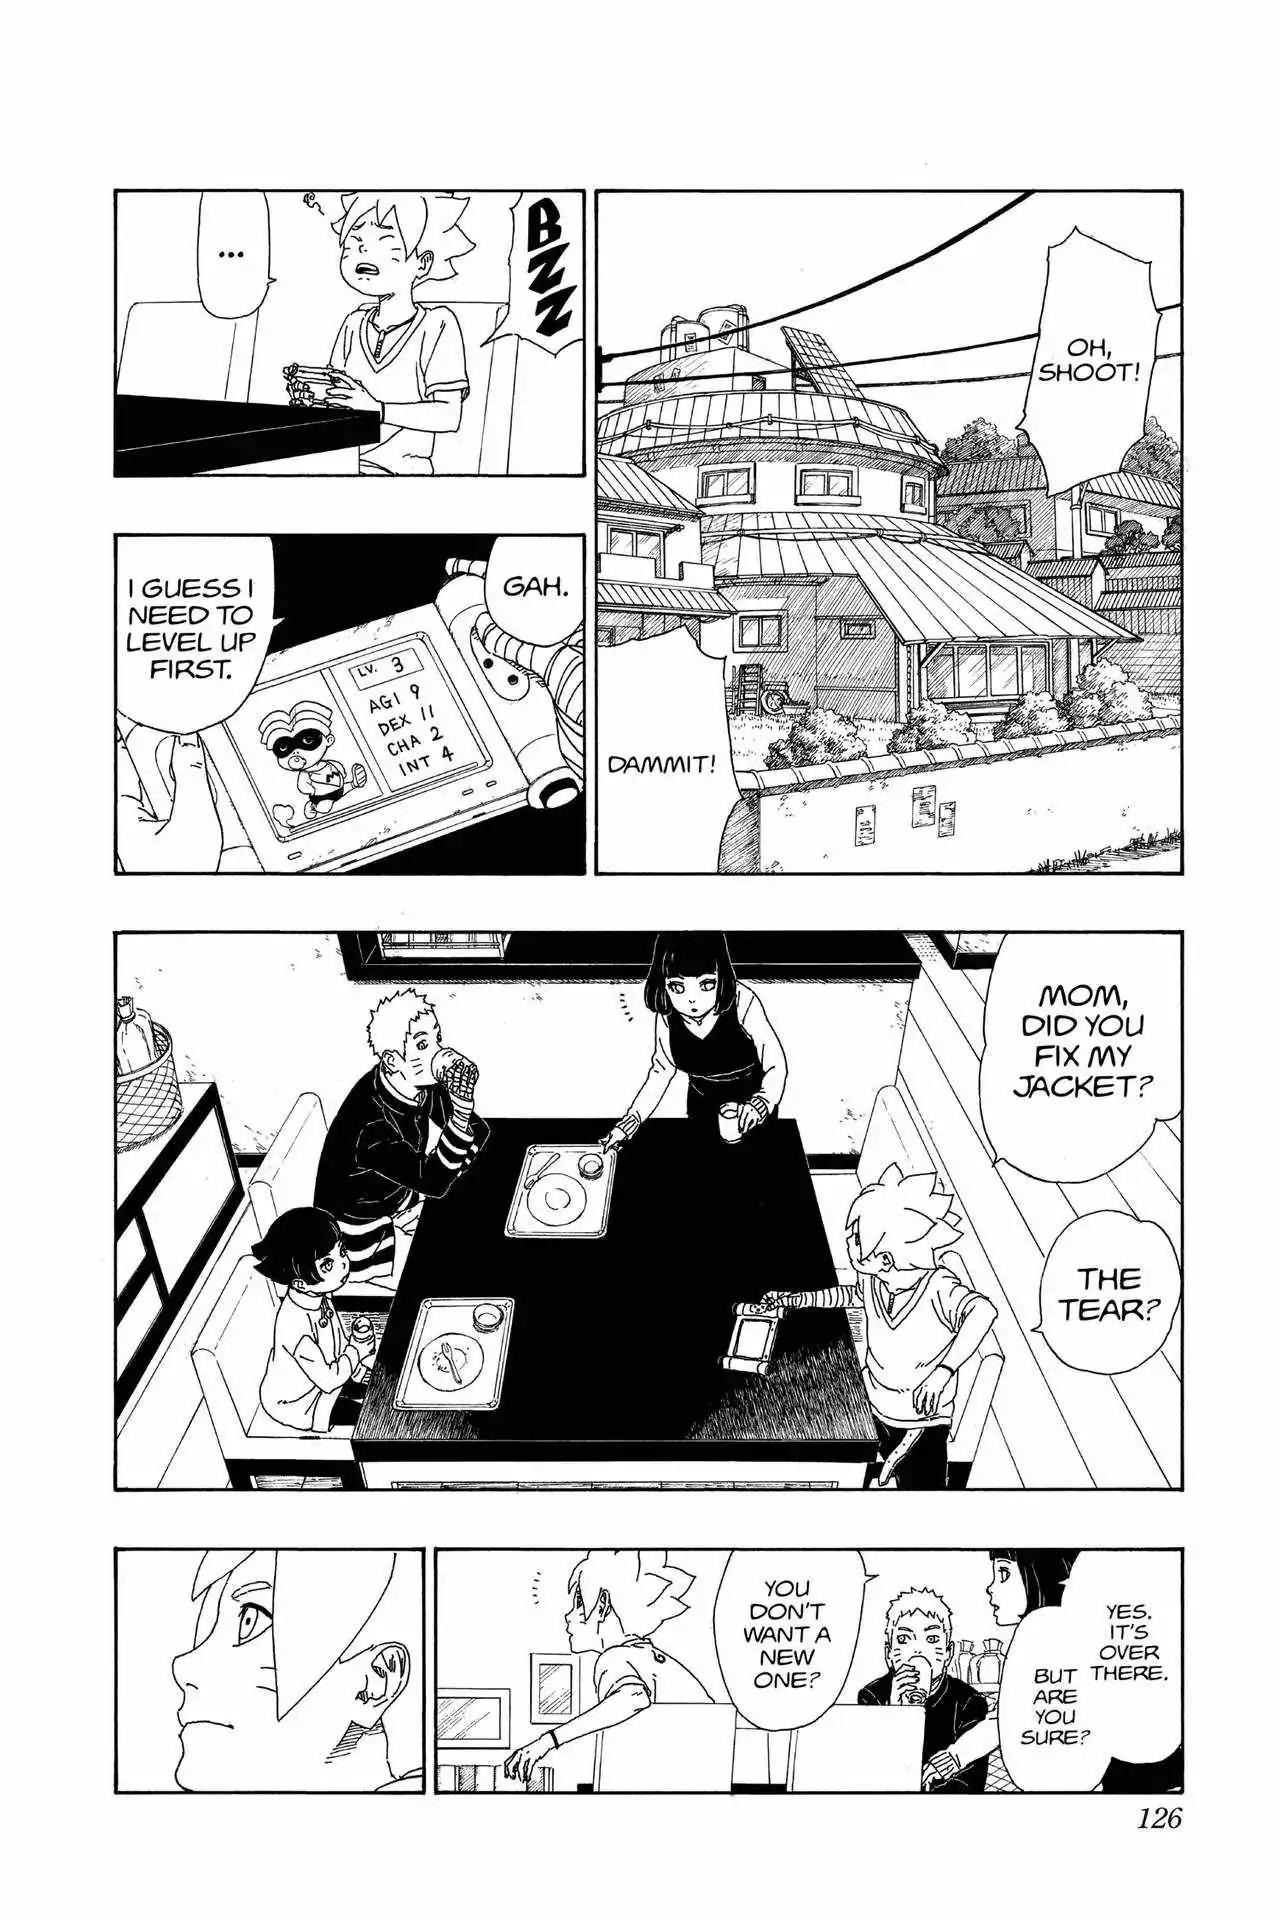 OH,
SHOOT!
DAMMIT!
BZZ
...
GAH.
I GUESS I
NEED TO
LEVEL UP
FIRST.
LV. 3
AGI 9
DEX 11
CHA 2
INT 4
MOM,
DID YOU
FIX MY
JACKET?
THE
TEAR?
YES.
IT'S
OVER
THERE.
BUT
ARE
YOU
SURE?
YOU
DON'T
WANT A
NEW
ONE?
126